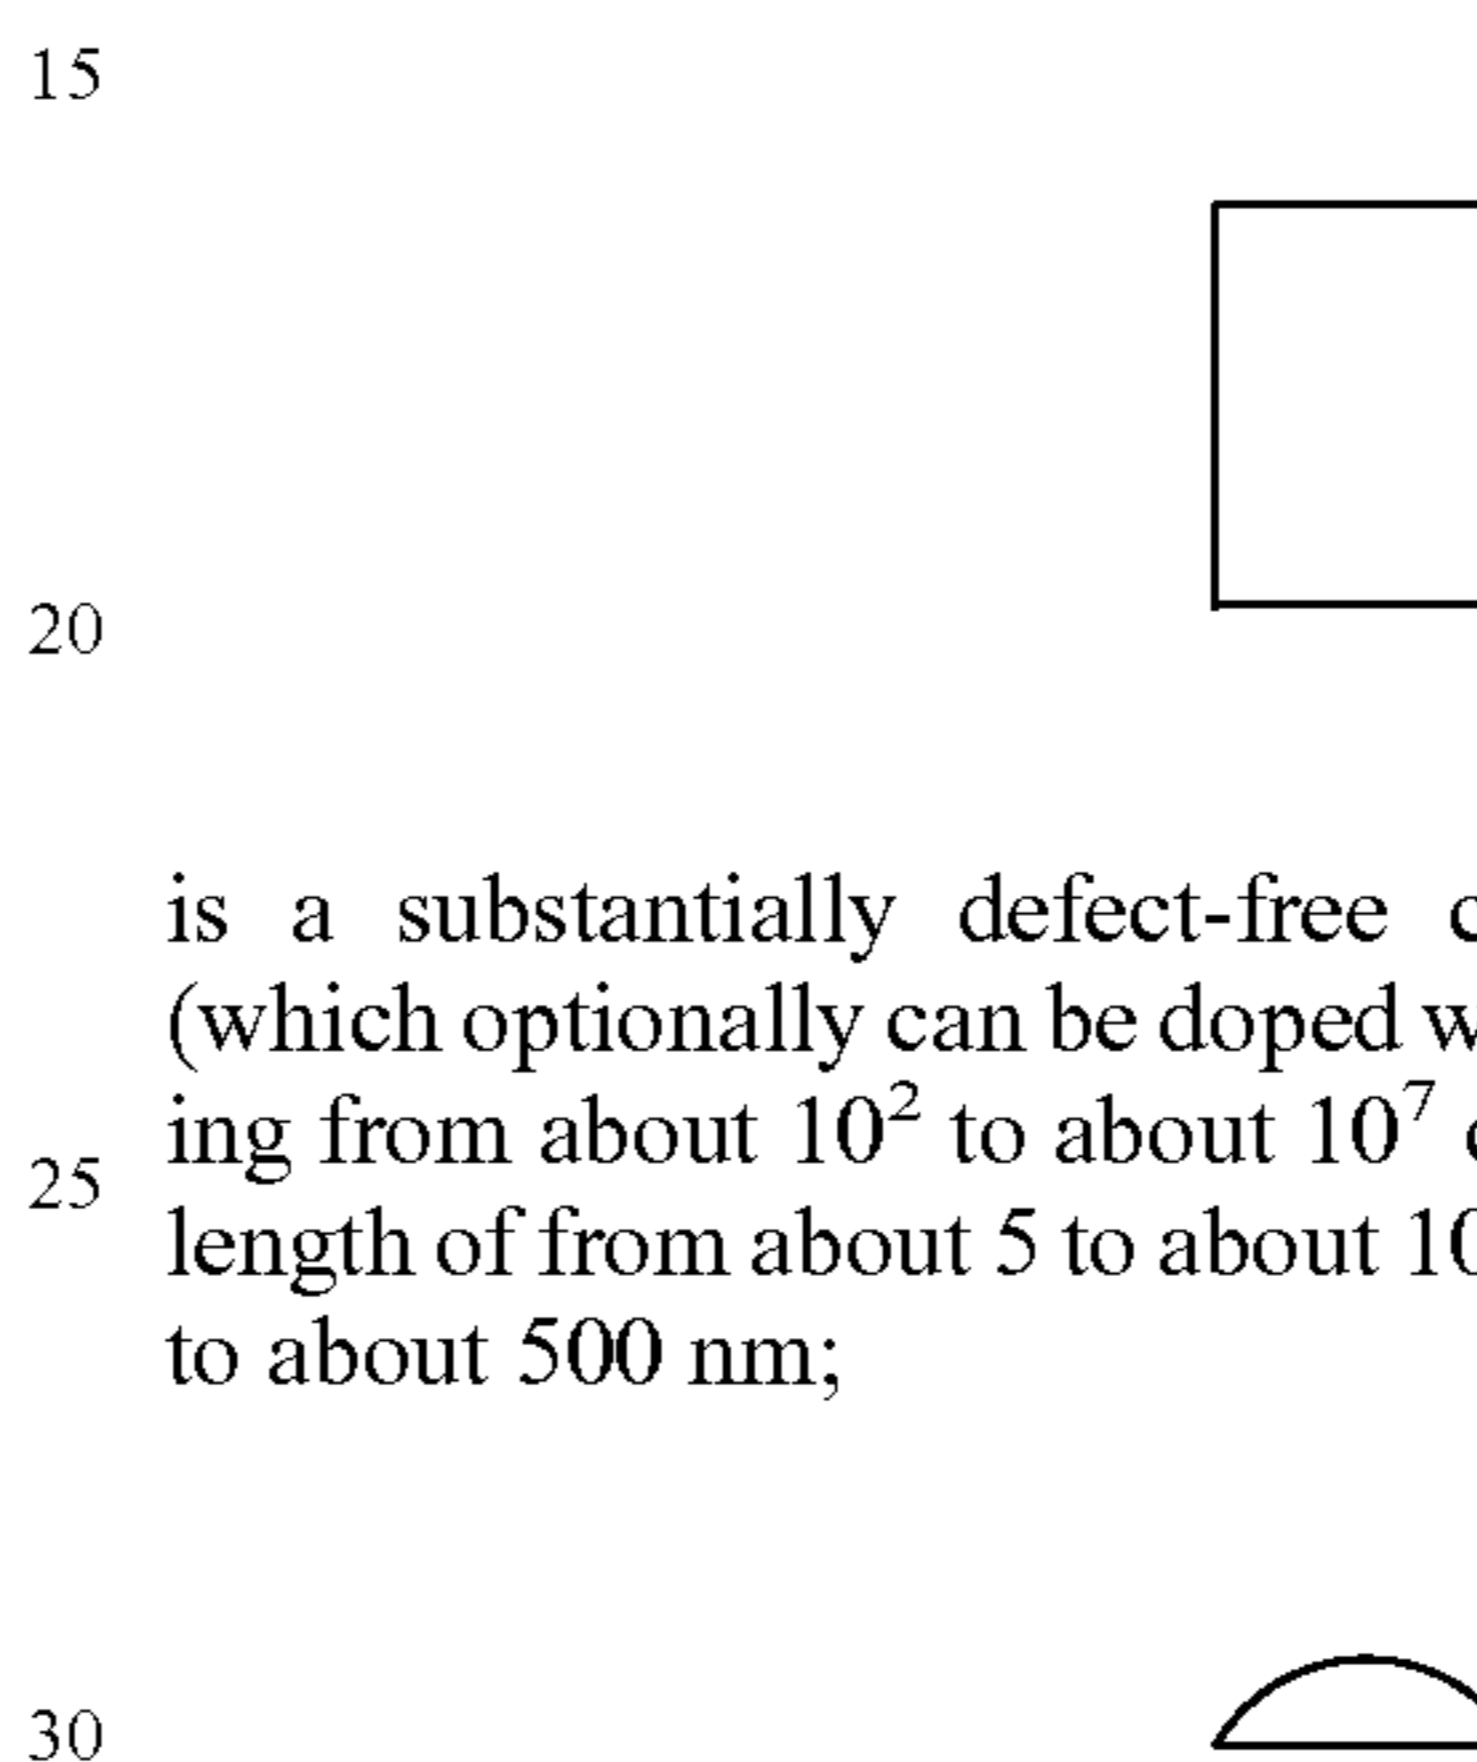 15
20
is a substantially defect-free
(which optionally can be doped
ing from about 10² to about 10⁷
25
length of from about 5 to about
to about 500 nm;
30